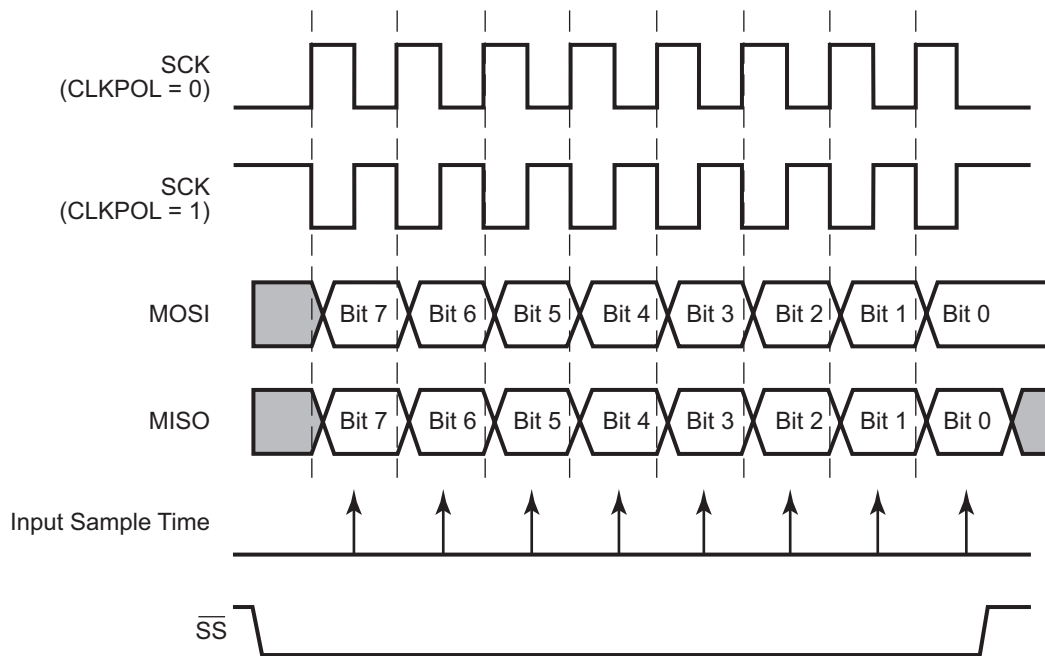 SCK
(CLKPOL = 0)
SCK
(CLKPOL = 1)
MOSI
Bit 7 Bit 6 Bit 5 Bit 4 Bit 3 Bit 2 Bit 1 Bit 0
MISO
Bit 7 Bit 6 Bit 5 Bit 4 Bit 3 Bit 2 Bit 1 Bit 0
Input Sample Time
S̅S̅